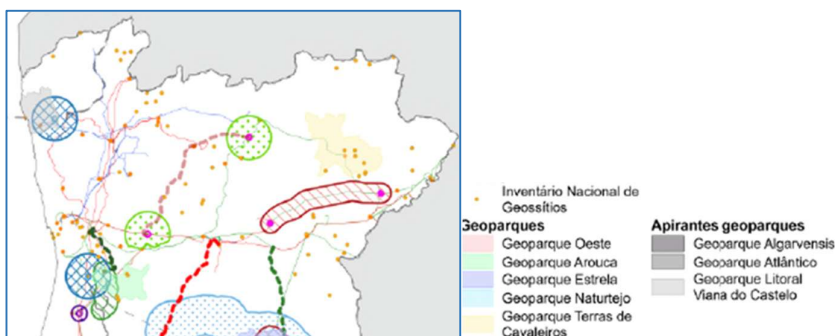 Inventário Nacional de
Geossítios
Geoparques
Geoparque Oeste
Geoparque Arouca
Geoparque Estrela
Geoparque Naturtejo
Geoparque Terras de
Cavaleiros
Apirantes geoparques
Geoparque Algarvensis
Geoparque Atlântico
Geoparque Litoral
Viana do Castelo